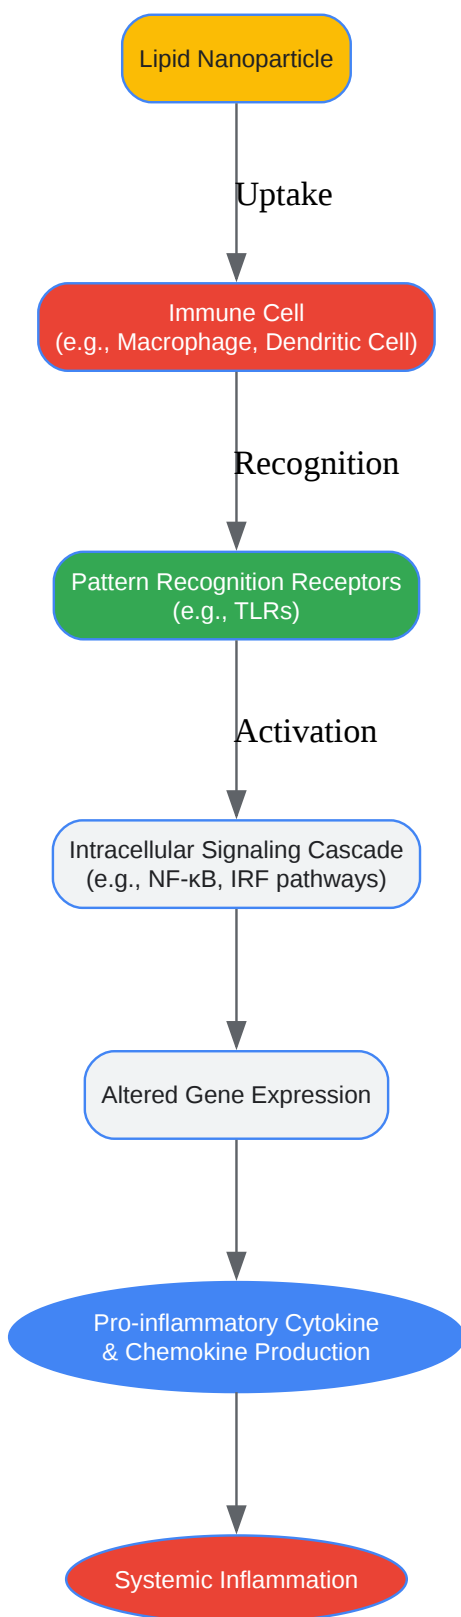 Lipid Nanoparticle
Uptake
Immune Cell
(e.g., Macrophage, Dendritic Cell)
Recognition
Pattern Recognition Receptors
(e.g., TLRs)
Activation
Intracellular Signaling Cascade
(e.g., NF-κB, IRF pathways)
Altered Gene Expression
Pro-inflammatory Cytokine
& Chemokine Production
Systemic Inflammation